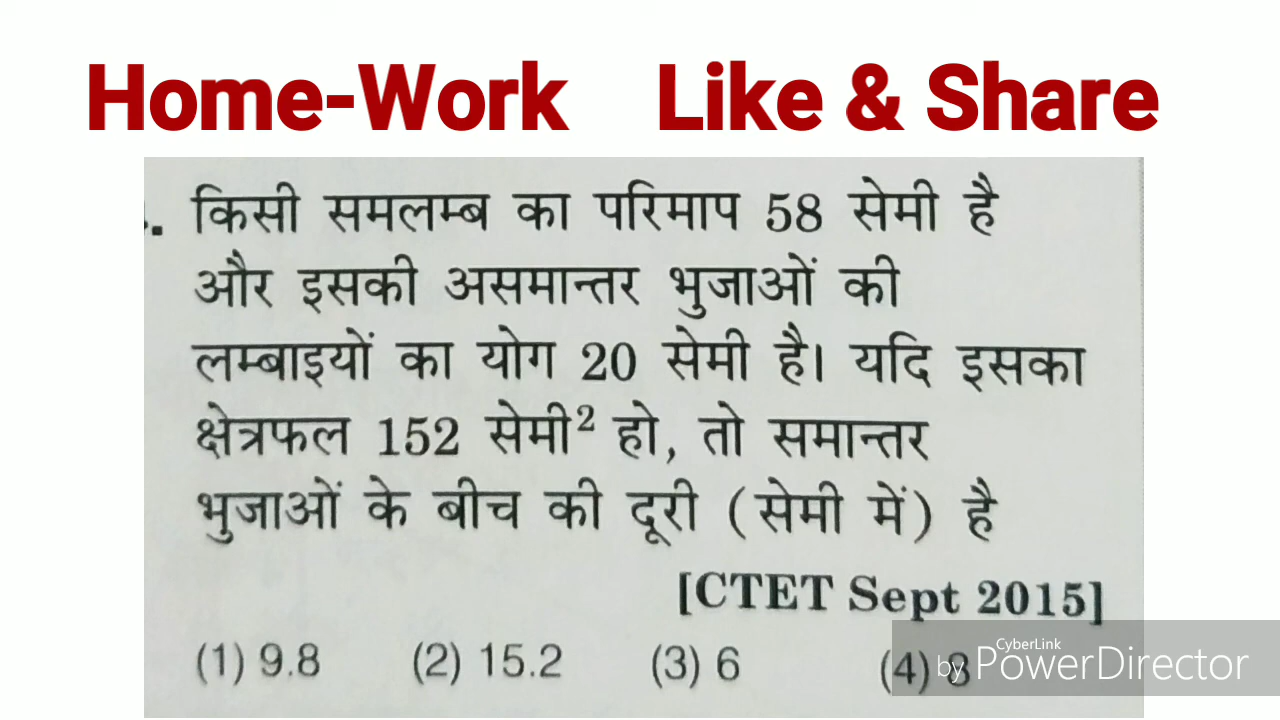 Home-Work Like & Share
. किसी समलम्ब का परिमाप 58 सेमी है
और इसकी असमान्तर भुजाओं की
लम्बाइयों का योग 20 सेमी है। यदि इसका
क्षेत्रफल 152 सेमी² हो, तो समान्तर
भुजाओं के बीच की दूरी (सेमी में) है
[CTET Sept 2015]
(1) 9.8 (2) 15.2 (3) 6 (4) 8
CyberLink
by PowerDirector